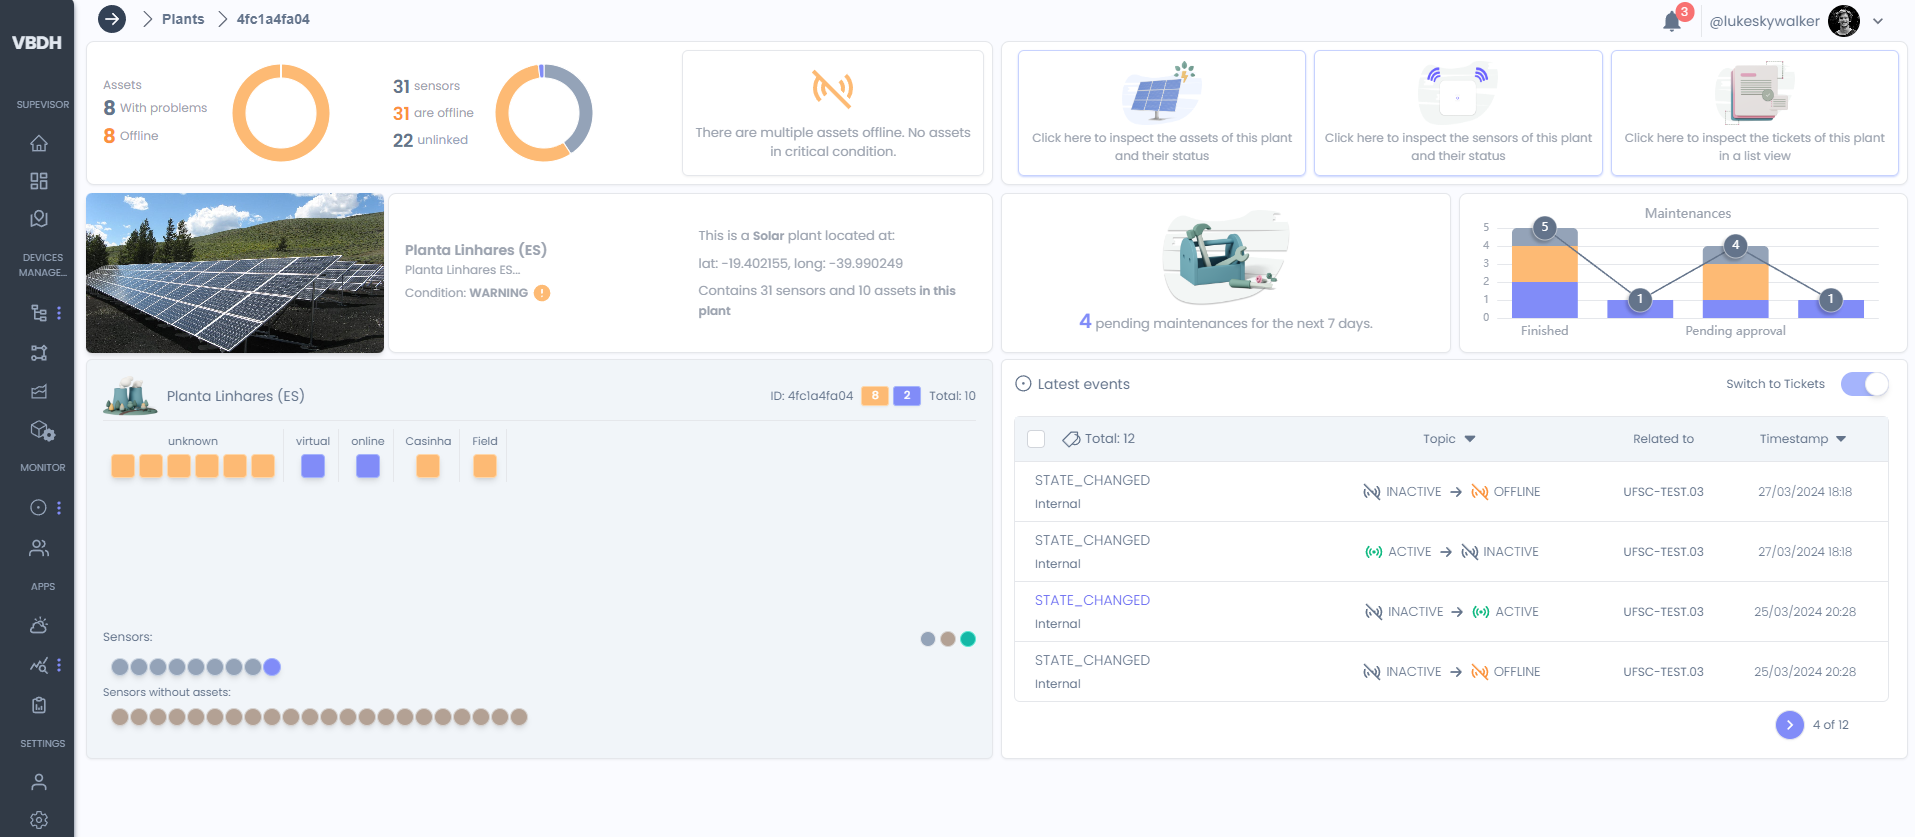 VBDH
SUPEVISOR
DEVICES
MANAGE...
MONITOR
APPS
SETTINGS
Plants
4fc1a4fa04
3
@lukeskywalker
Assets
8 With problems
8 Offline
31 sensors
31 are offline
22 unlinked
There are multiple assets offline. No assets
in critical condition.
Click here to inspect the assets of this plant
and their status
Click here to inspect the sensors of this plant
and their status
Click here to inspect the tickets of this plant
in a list view
Planta Linhares (ES)
Planta Linhares ES...
Condition: WARNING
This is a Solar plant located at:
lat: -19.402155, long: -39.990249
Contains 31 sensors and 10 assets in this
plant
4 pending maintenances for the next 7 days.
Maintenances
5
4
3
2
1
0
5
1
4
1
Finished
Pending approval
Planta Linhares (ES)
ID: 4fc1a4fa04 8 2 Total: 10
unknown virtual online Casinha Field
Sensors:
Sensors without assets:
Latest events
Switch to Tickets
Total: 12 Topic Related to Timestamp
STATE_CHANGED
Internal
INACTIVE → OFFLINE UFSC-TEST.03 27/03/2024 18:18
STATE_CHANGED
Internal
ACTIVE → INACTIVE UFSC-TEST.03 27/03/2024 18:18
STATE_CHANGED
Internal
INACTIVE → ACTIVE UFSC-TEST.03 25/03/2024 20:28
STATE_CHANGED
Internal
INACTIVE → OFFLINE UFSC-TEST.03 25/03/2024 20:28
4 of 12